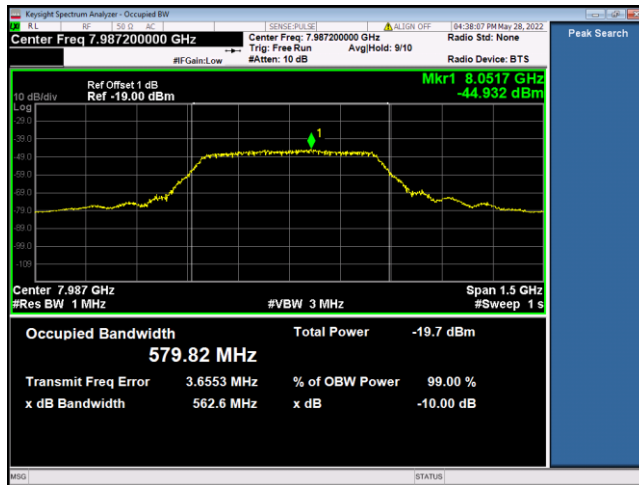 Keysight Spectrum Analyzer - Occupied BW
RL RF 50 Ω AC SENSE:PULSE ALIGN OFF 04:38:07 PM May 28, 2022
Center Freq 7.987200000 GHz Center Freq: 7.987200000 GHz Radio Std: None Peak Search
Trig: Free Run Avg|Hold: 9/10
#IFGain:Low #Atten: 10 dB Radio Device: BTS
Ref Offset 1 dB Mkr1 8.0517 GHz
10 dB/div Ref -19.00 dBm -44.932 dBm
Log
-29.0
1
-39.0
-49.0
-59.0
-69.0
-79.0
-89.0
-99.0
-109
Center 7.987 GHz Span 1.5 GHz
#Res BW 1 MHz #VBW 3 MHz #Sweep 1 s
Occupied Bandwidth Total Power -19.7 dBm
579.82 MHz
Transmit Freq Error 3.6553 MHz % of OBW Power 99.00 %
x dB Bandwidth 562.6 MHz x dB -10.00 dB
MSG STATUS